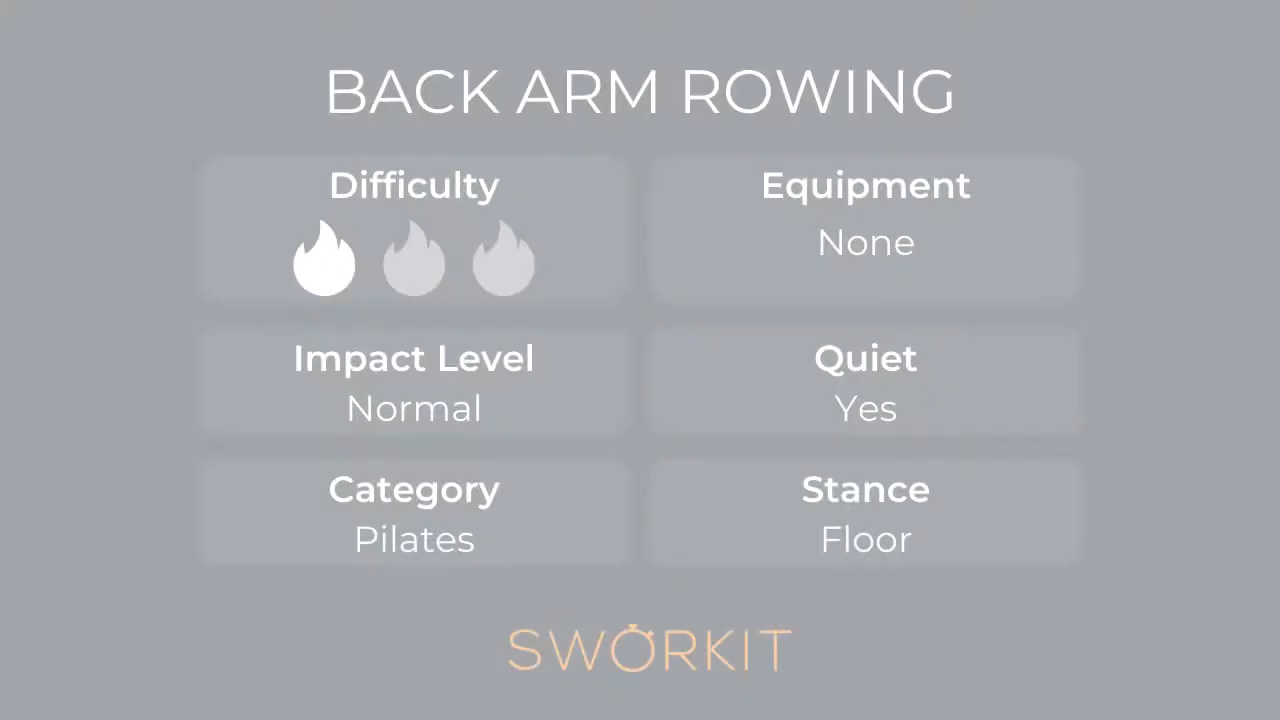 BACK ARM ROWING
Difficulty
Equipment
None
Impact Level
Normal
Quiet
Yes
Category
Pilates
Stance
Floor
SWORKIT